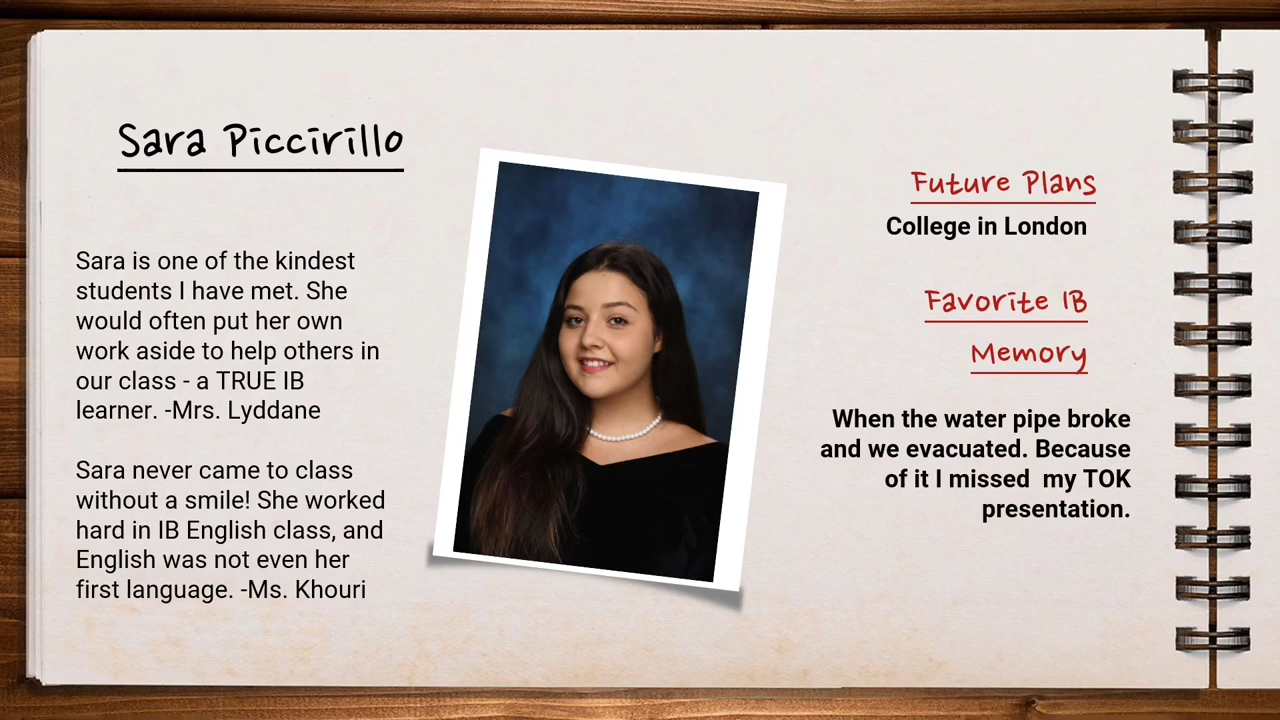 Sara Piccirillo
Sara is one of the kindest
students I have met. She
would often put her own
work aside to help others in
our class - a TRUE IB
learner. -Mrs. Lyddane
Sara never came to class
without a smile! She worked
hard in IB English class, and
English was not even her
first language. -Ms. Khouri
Future Plans
College in London
Favorite IB
Memory
When the water pipe broke
and we evacuated. Because
of it I missed  my TOK
presentation.